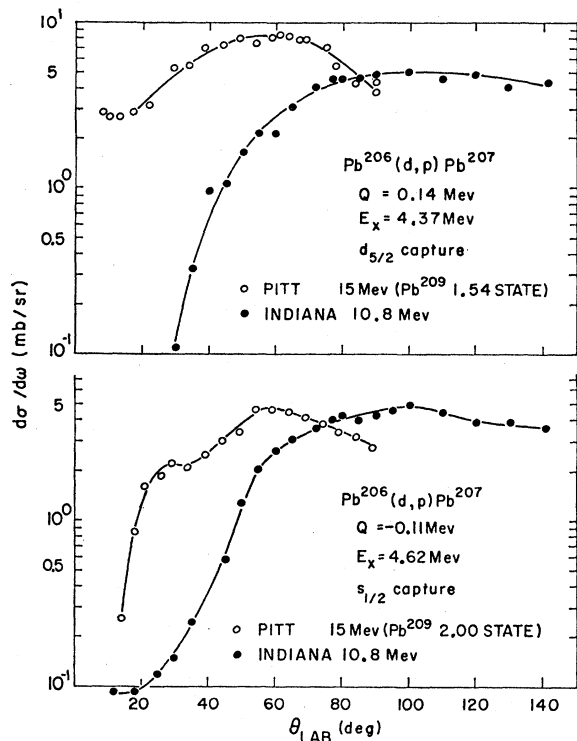 10¹
5
10⁰
.5
10⁻¹
Pb²⁰⁶(d,p) Pb²⁰⁷
Q = 0.14 Mev
Eₓ = 4.37 Mev
d₅/₂ capture
○ PITT 15 Mev (Pb²⁰⁹ 1.54 STATE)
● INDIANA 10.8 Mev
dσ/dω (mb/sr)
5
10⁰
.5
10⁻¹
Pb²⁰⁶(d,p) Pb²⁰⁷
Q = -0.11 Mev
Eₓ = 4.62 Mev
s₁/₂ capture
○ PITT 15 Mev (Pb²⁰⁹ 2.00 STATE)
● INDIANA 10.8 Mev
20 40 60 80 100 120 140
θ_LAB (deg)